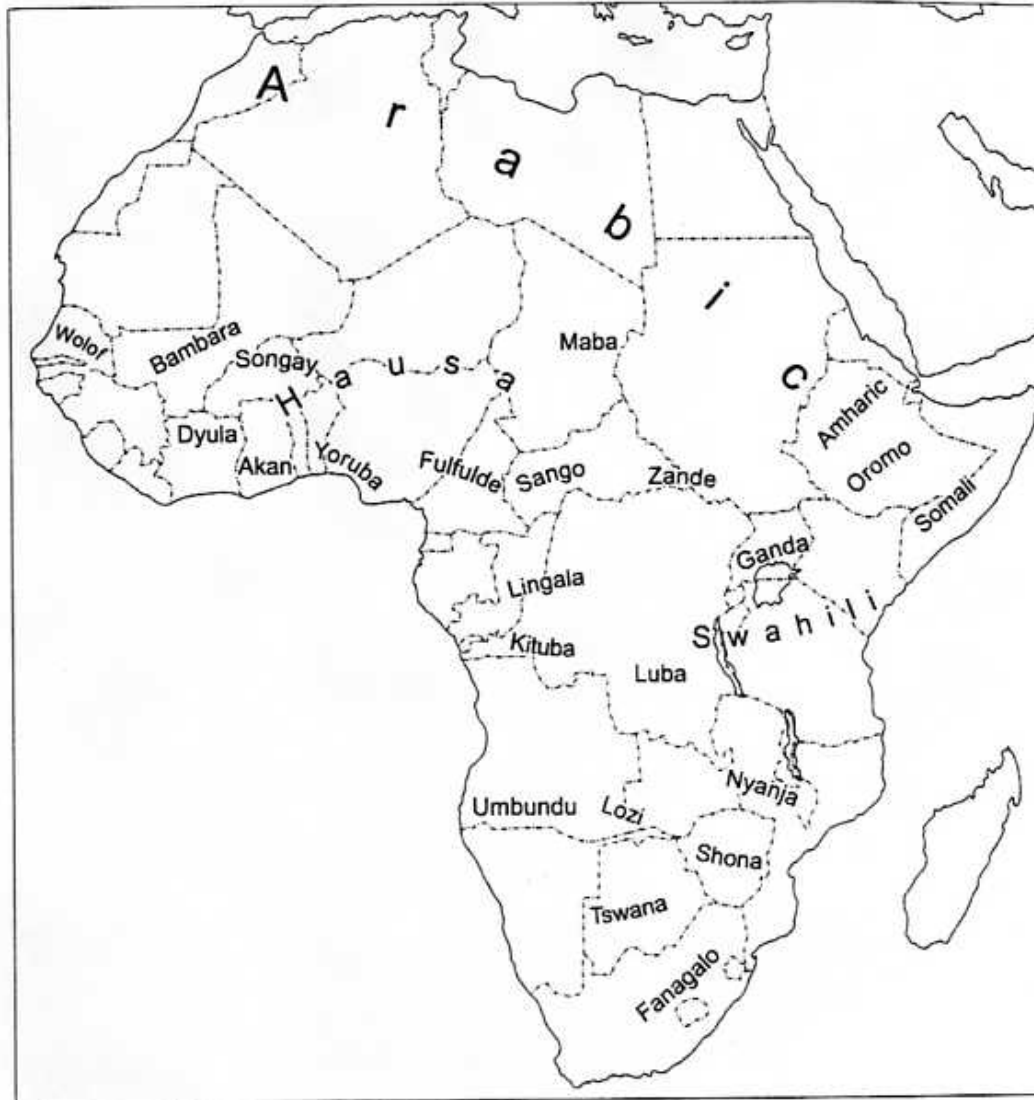 Arabic
Wolof
Bambara
Songay
Hausa
Maba
Amharic
Oromo
Somali
Dyula
Akan
Yoruba
Fulfulde
Sango
Zande
Ganda
Lingala
Swahili
Kituba
Luba
Nyanja
Umbundu
Lozi
Shona
Tswana
Fanagalo